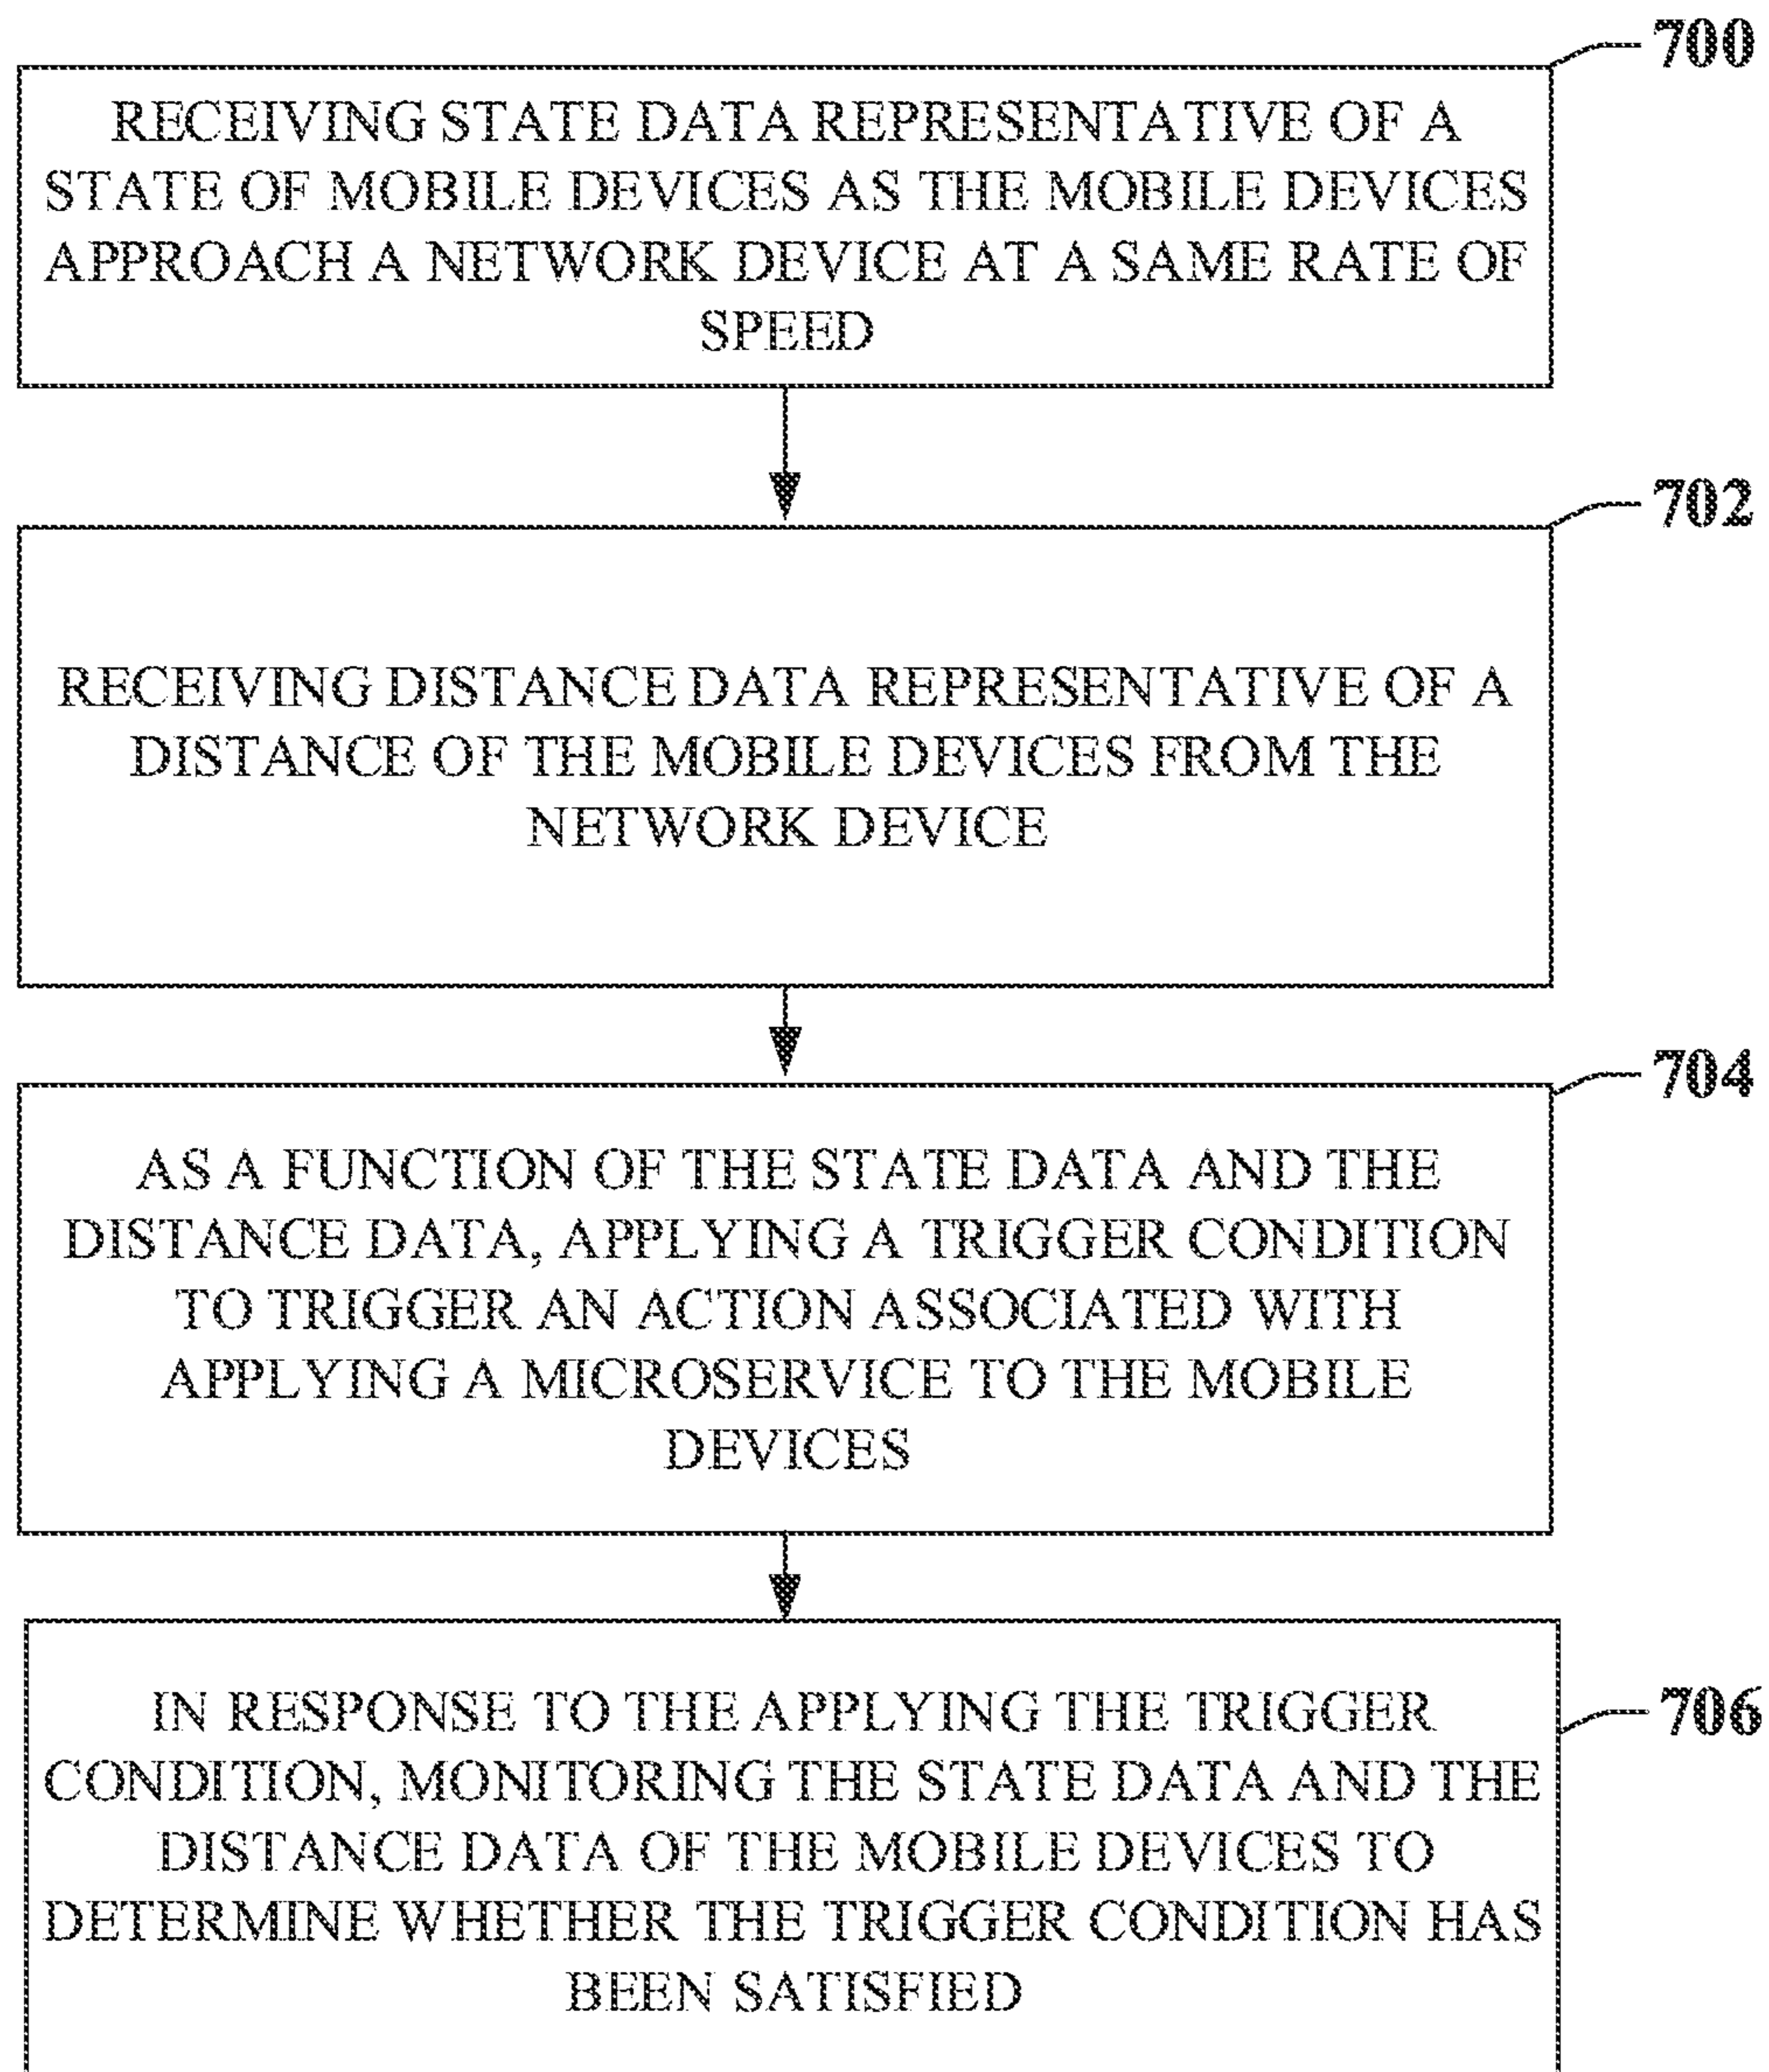 700
RECEIVING STATE DATA REPRESENTATIVE OF A
STATE OF MOBILE DEVICES AS THE MOBILE DEVICES
APPROACH A NETWORK DEVICE AT A SAME RATE OF
SPEED
702
RECEIVING DISTANCE DATA REPRESENTATIVE OF A
DISTANCE OF THE MOBILE DEVICES FROM THE
NETWORK DEVICE
704
AS A FUNCTION OF THE STATE DATA AND THE
DISTANCE DATA, APPLYING A TRIGGER CONDITION
TO TRIGGER AN ACTION ASSOCIATED WITH
APPLYING A MICROSERVICE TO THE MOBILE
DEVICES
706
IN RESPONSE TO THE APPLYING THE TRIGGER
CONDITION, MONITORING THE STATE DATA AND THE
DISTANCE DATA OF THE MOBILE DEVICES TO
DETERMINE WHETHER THE TRIGGER CONDITION HAS
BEEN SATISFIED